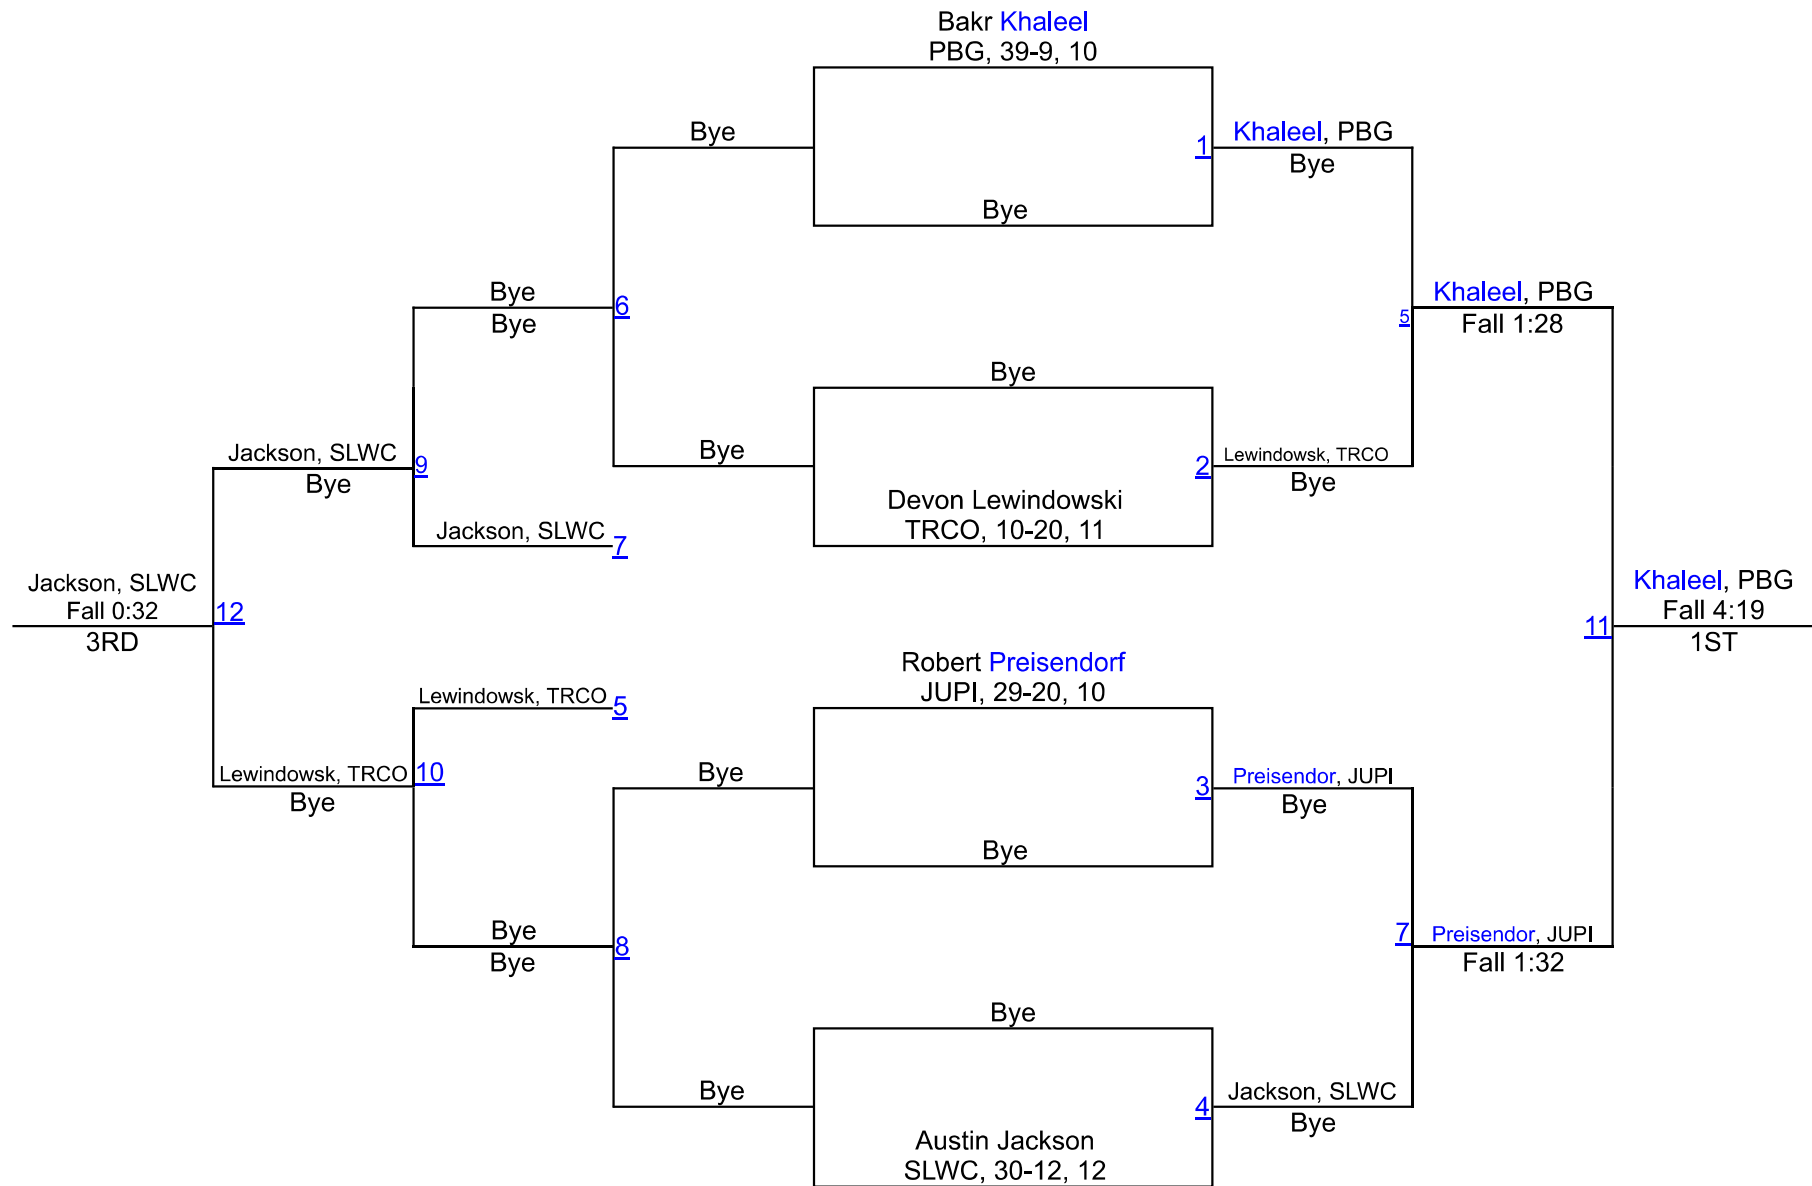 Bakr Khaleel
PBG, 39-9, 10
Bye
1
Khaleel, PBG
Bye
Bye
Bye
Bye
6
5
Khaleel, PBG
Fall 1:28
Bye
Jackson, SLWC
Bye
9
Bye
2
Lewindowsk, TRCO
Bye
Devon Lewindowski
TRCO, 10-20, 11
Jackson, SLWC
7
Jackson, SLWC
Fall 0:32
3RD
12
11
Khaleel, PBG
Fall 4:19
1ST
Robert Preisendorf
JUPI, 29-20, 10
Lewindowsk, TRCO
5
Lewindowsk, TRCO
Bye
10
Bye
3
Preisendor, JUPI
Bye
Bye
Bye
Bye
8
7
Preisendor, JUPI
Fall 1:32
Bye
Bye
4
Jackson, SLWC
Bye
Austin Jackson
SLWC, 30-12, 12